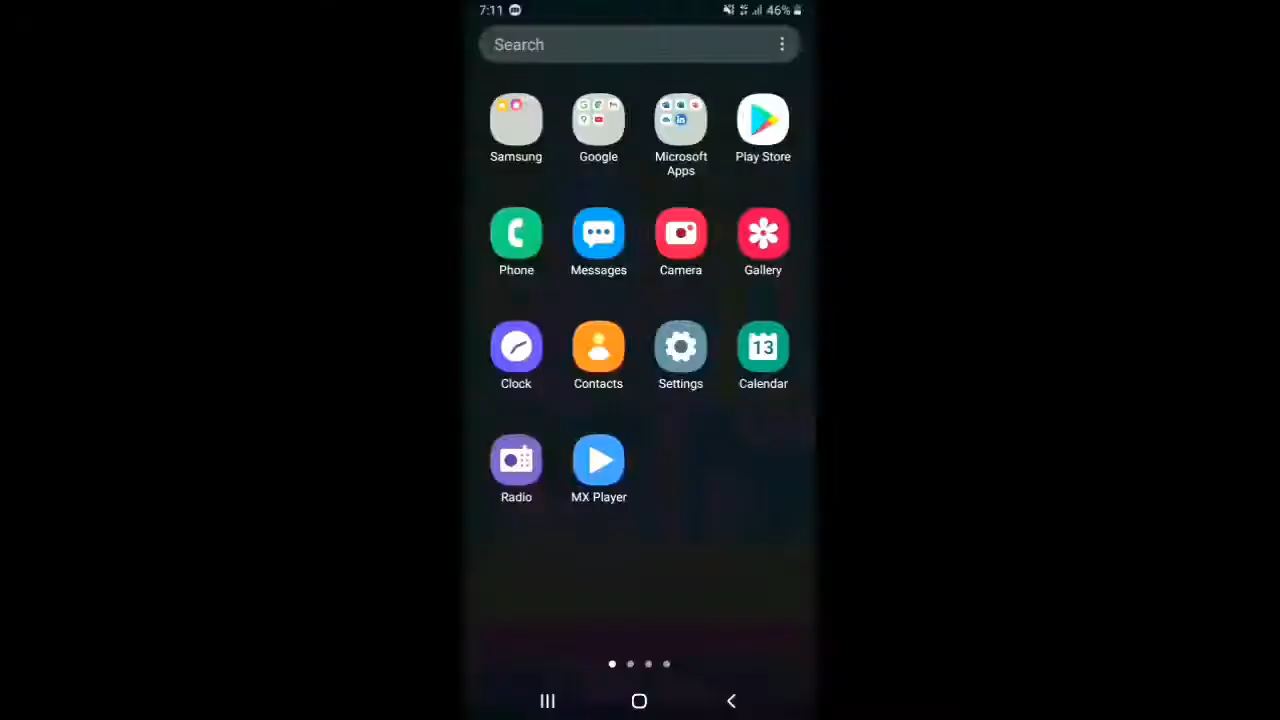 7:11 46%
Search
Samsung Google Microsoft Apps Play Store
Phone Messages Camera Gallery
13
Clock Contacts Settings Calendar
Radio MX Player